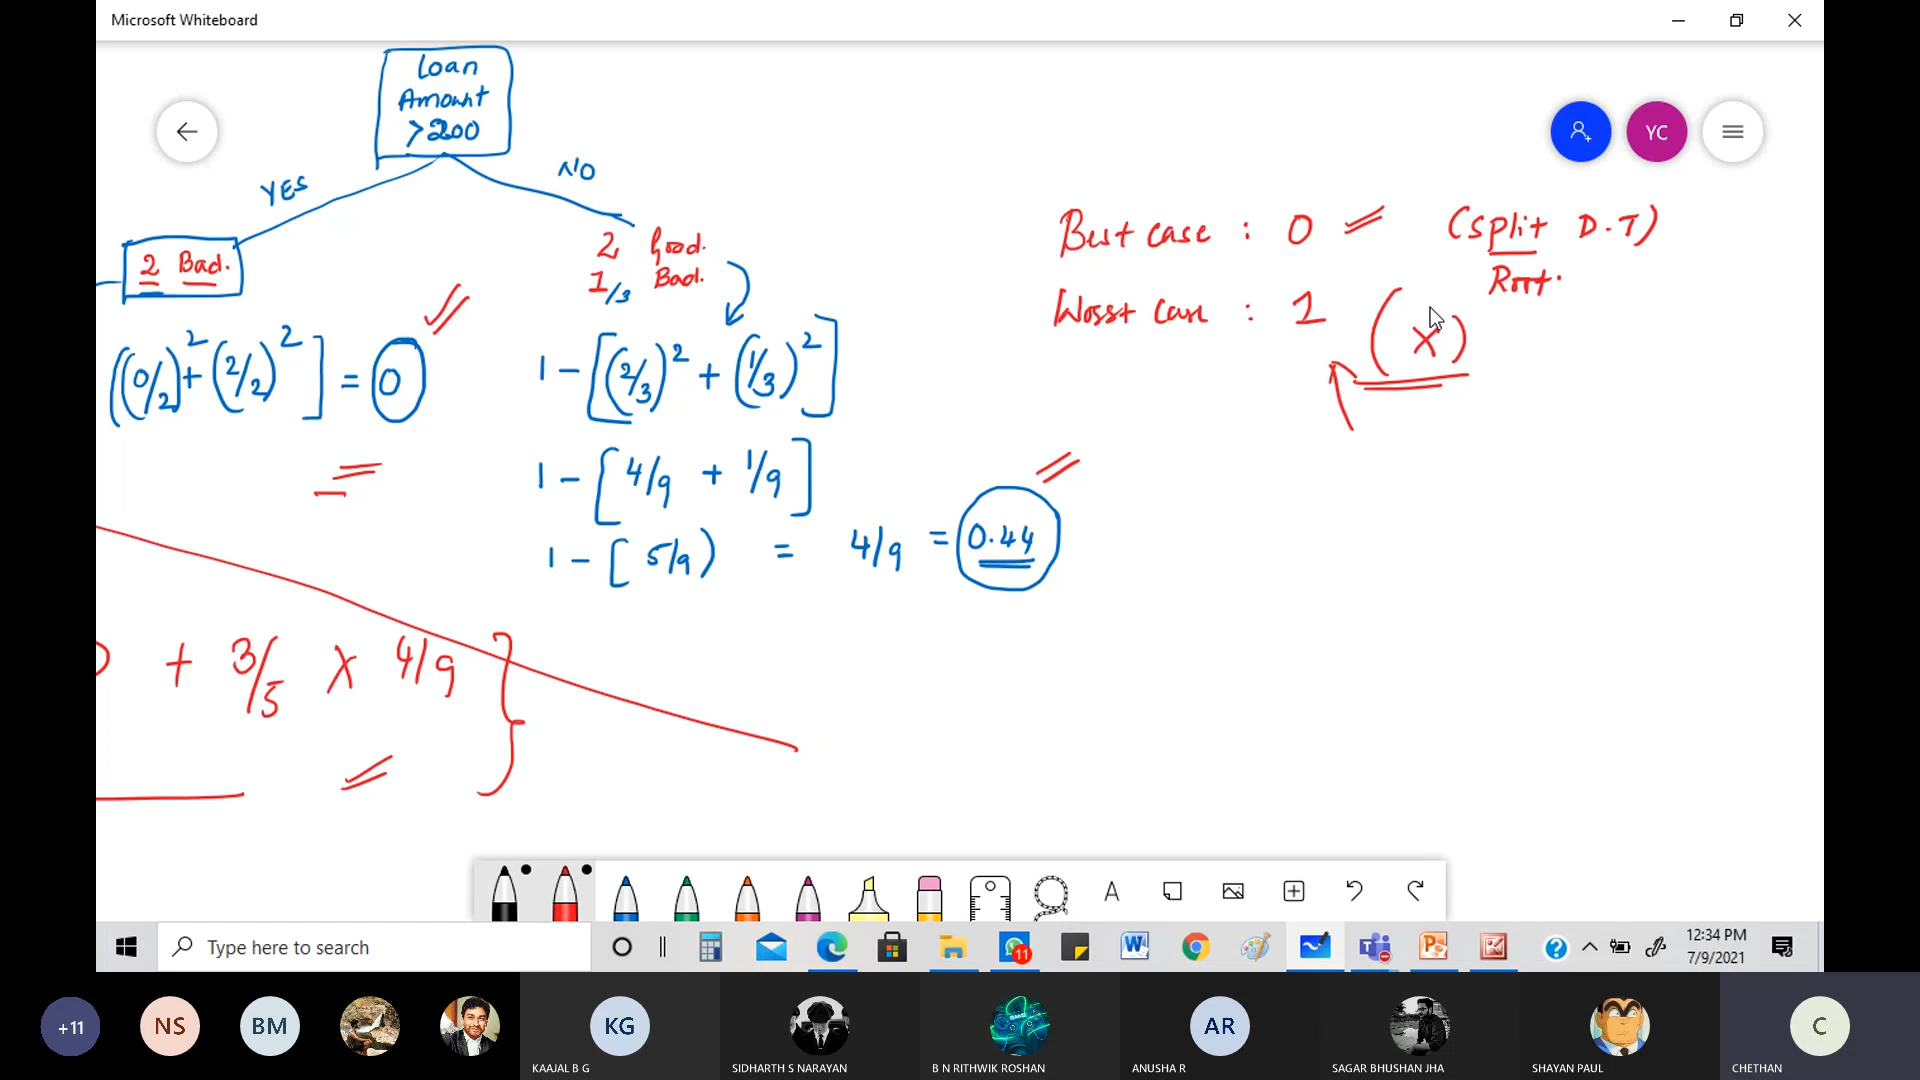 Microsoft Whiteboard
Loan
Amount
>200
YES
NO
2 Bad.
2 Good.
1/3 Bad.
((0/2)²+(2/2)²] = 0
1-[(2/3)² + (1/3)²]
1-[4/9 + 1/9]
1-[5/9) = 4/9 = 0.44
+ 3/5 X 4/9
Best case : 0 (Split D.T)
Root.
Worst Case : 1 (X)
YC
A
Type here to search
11
12:34 PM
7/9/2021
+11
NS
BM
KG
AR
C
KAAJAL B G
SIDHARTH S NARAYAN
B N RITHWIK ROSHAN
ANUSHA R
SAGAR BHUSHAN JHA
SHAYAN PAUL
CHETHAN